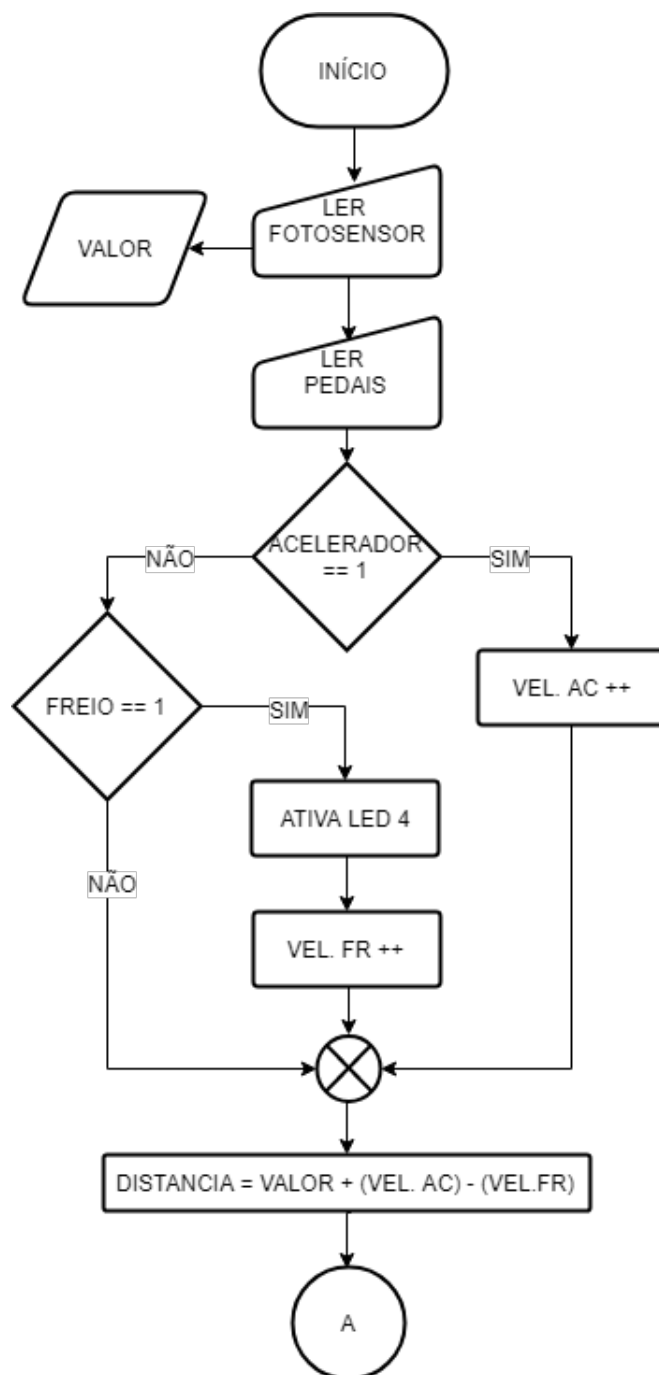 INÍCIO
LER
FOTOSENSOR
VALOR
LER
PEDAIS
ACELERADOR
== 1
NÃO
SIM
VEL. AC ++
FREIO == 1
SIM
ATIVA LED 4
NÃO
VEL. FR ++
DISTANCIA = VALOR + (VEL. AC) - (VEL.FR)
A